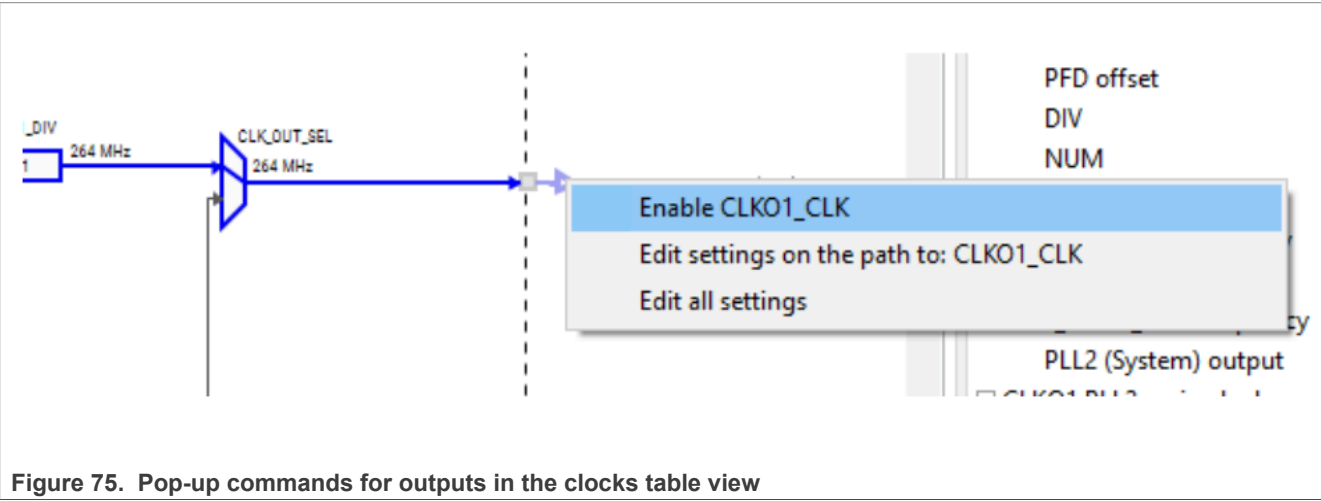 PFD offset
_DIV
DIV
CLK_OUT_SEL
264 MHz
NUM
1
264 MHz
Enable CLKO1_CLK
Edit settings on the path to: CLKO1_CLK
Edit all settings
cy
PLL2 (System) output
Figure 75. Pop-up commands for outputs in the clocks table view